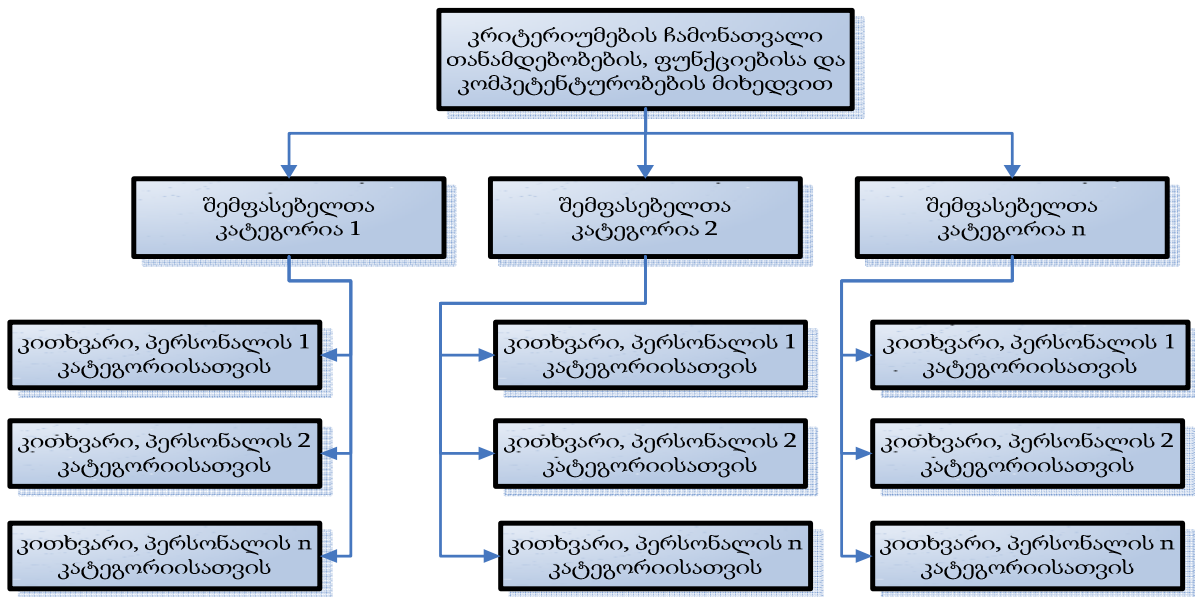 კრიტერიუმების ჩამონათვალი
თანამდებობების, ფუნქციებისა და
კომპეტენტურობების მიხედვით
შემფასებელთა
კატეგორია 1
შემფასებელთა
კატეგორია 2
შემფასებელთა
კატეგორია n
კითხვარი, პერსონალის 1
კატეგორიისათვის
კითხვარი, პერსონალის 1
კატეგორიისათვის
კითხვარი, პერსონალის 1
კატეგორიისათვის
კითხვარი, პერსონალის 2
კატეგორიისათვის
კითხვარი, პერსონალის 2
კატეგორიისათვის
კითხვარი, პერსონალის 2
კატეგორიისათვის
კითხვარი, პერსონალის n
კატეგორიისათვის
კითხვარი, პერსონალის n
კატეგორიისათვის
კითხვარი, პერსონალის n
კატეგორიისათვის